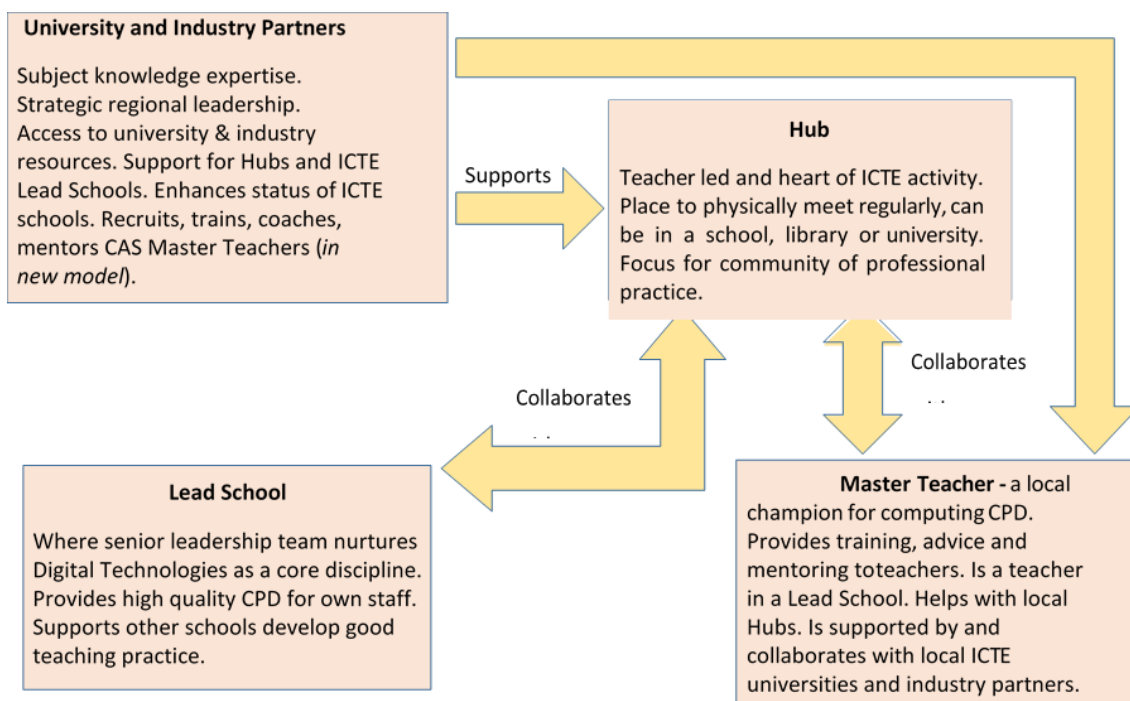 University and Industry Partners
Subject knowledge expertise.
Strategic regional leadership.
Access to university & industry
resources. Support for Hubs and ICTE
Lead Schools. Enhances status of ICTE
schools. Recruits, trains, coaches,
mentors CAS Master Teachers (in
new model).
Supports
Hub
Teacher led and heart of ICTE activity.
Place to physically meet regularly, can
be in a school, library or university.
Focus for community of professional
practice.
Collaborates
Collaborates
Lead School
Where senior leadership team nurtures
Digital Technologies as a core discipline.
Provides high quality CPD for own staff.
Supports other schools develop good
teaching practice.
Master Teacher - a local
champion for computing CPD.
Provides training, advice and
mentoring toteachers. Is a teacher
in a Lead School. Helps with local
Hubs. Is supported by and
collaborates with local ICTE
universities and industry partners.